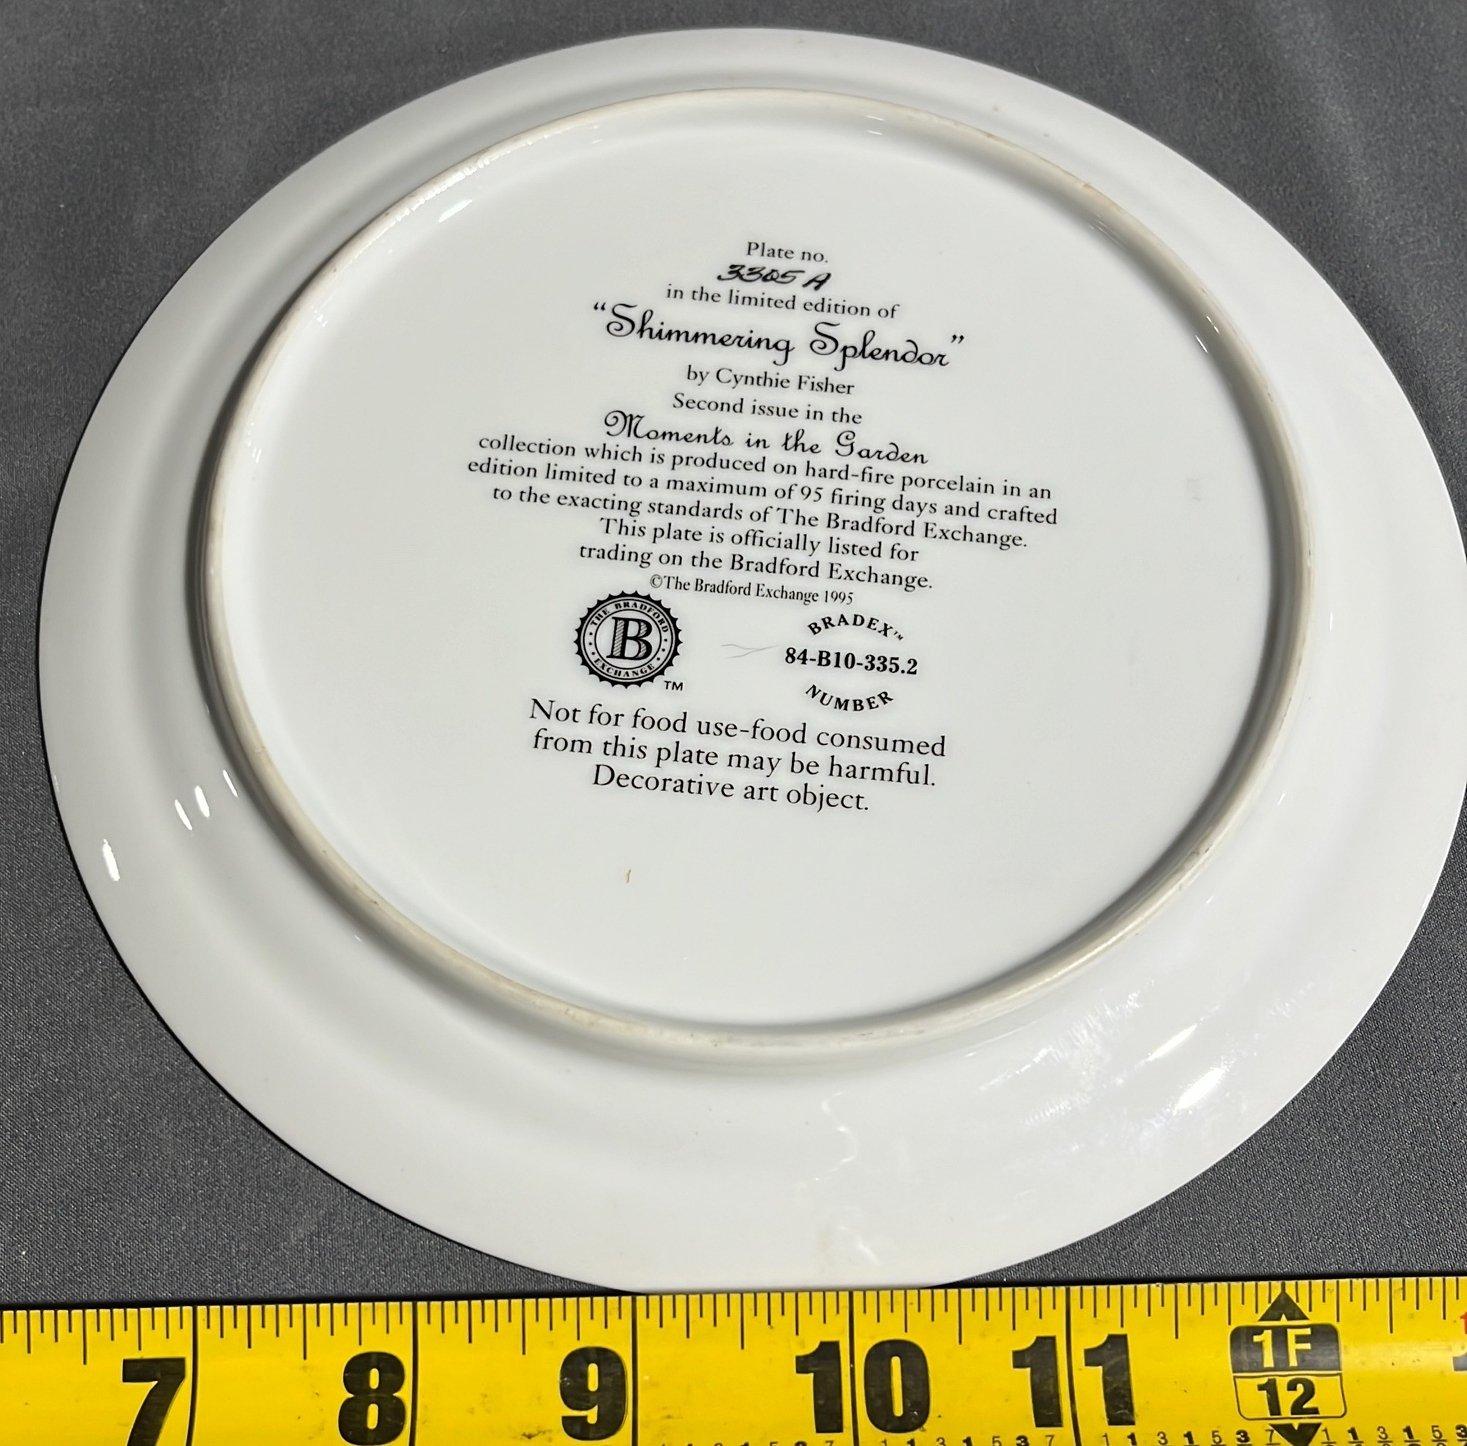 Plate no.
3305 A
in the limited edition of
“Shimmering Splendor”
by Cynthie Fisher
Second issue in the
Moments in the Garden
collection which is produced on hard-fire porcelain in an
edition limited to a maximum of 95 firing days and crafted
to the exacting standards of The Bradford Exchange.
This plate is officially listed for
trading on the Bradford Exchange.
©The Bradford Exchange 1995
THE BRADFORD
B
EXCHANGE
TM
BRADEX™
84-B10-335.2
NUMBER
Not for food use-food consumed
from this plate may be harmful.
Decorative art object.
7 8 9 10 11 1F
12